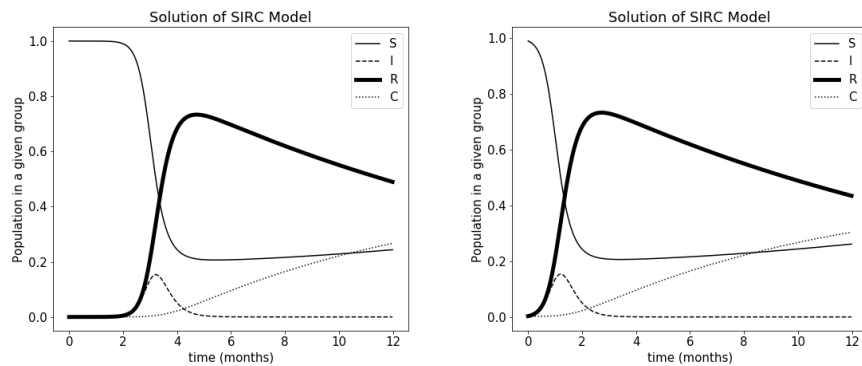 Solution of SIRC Model
1.0
0.8
0.6
0.4
0.2
0.0
0 2 4 6 8 10 12
Population in a given group
time (months)
S
I
R
C
Solution of SIRC Model
1.0
0.8
0.6
0.4
0.2
0.0
0 2 4 6 8 10 12
Population in a given group
time (months)
S
I
R
C